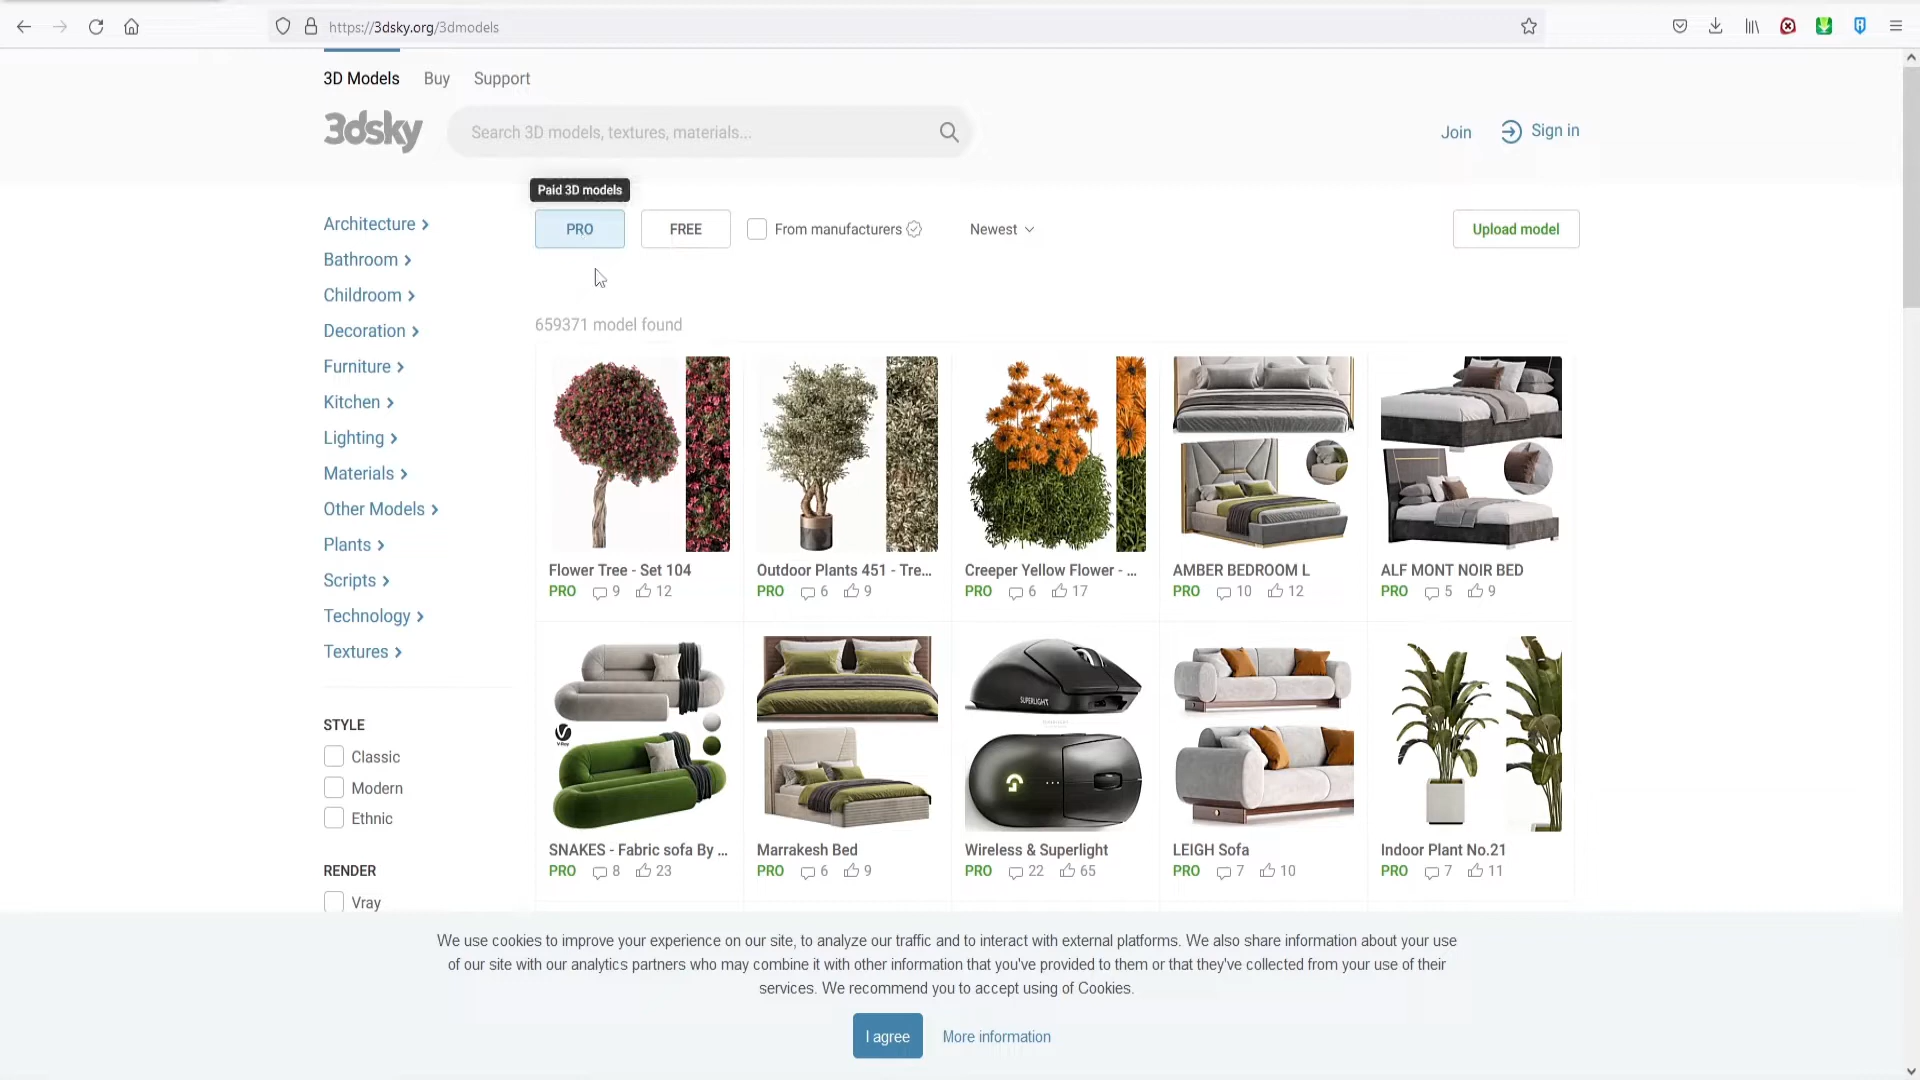 https://3dsky.org/3dmodels
3D Models Buy Support
3dsky
Search 3D models, textures, materials...
Join
Sign in
Paid 3D models
PRO
FREE
From manufacturers
Newest
Upload model
Architecture
Bathroom
Childroom
Decoration
Furniture
Kitchen
Lighting
Materials
Other Models
Plants
Scripts
Technology
Textures
STYLE
Classic
Modern
Ethnic
RENDER
Vray
659371 model found
Flower Tree - Set 104
PRO 9 12
Outdoor Plants 451 - Tre...
PRO 6 9
Creeper Yellow Flower - ...
PRO 6 17
AMBER BEDROOM L
PRO 10 12
ALF MONT NOIR BED
PRO 5 9
V-Ray
SNAKES - Fabric sofa By ...
PRO 8 23
Marrakesh Bed
PRO 6 9
SUPERLIGHT
Wireless & Superlight
PRO 22 65
LEIGH Sofa
PRO 7 10
Indoor Plant No.21
PRO 7 11
We use cookies to improve your experience on our site, to analyze our traffic and to interact with external platforms. We also share information about your use
of our site with our analytics partners who may combine it with other information that you've provided to them or that they've collected from your use of their
services. We recommend you to accept using of Cookies.
I agree
More information